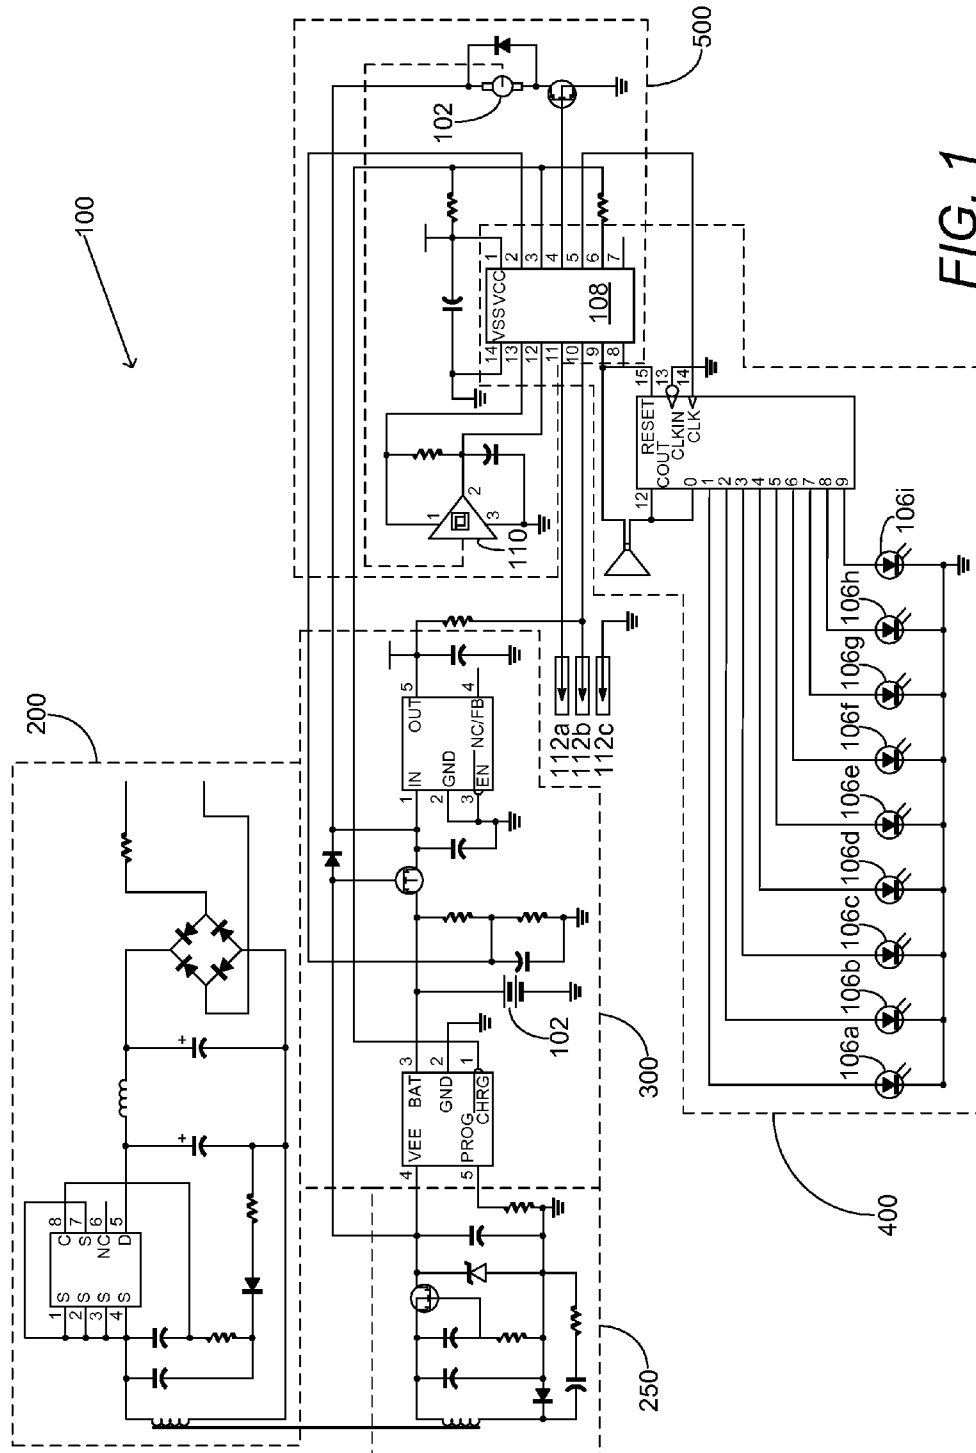 100
200
1 S
2 S
3 S
4 S
C 8
S 7
NC 6
D 5
250
4 VEE
5 PROG
BAT 3
GND 2
CHRG 1
300
102
1 IN
2 GND
3 EN
OUT 5
NC/FB 4
112a
112b
112c
1
2
3
110
14 VSS
13
12
11
10
9
8
VCC 1
2
3
4
5
6
7
108
102
500
12 COUT
0
1
2
3
4
5
6
7
8
9
RESET 15
CLKIN 13
CLK 14
400
106a
106b
106c
106d
106e
106f
106g
106h
106i
+
+
FIG. 1